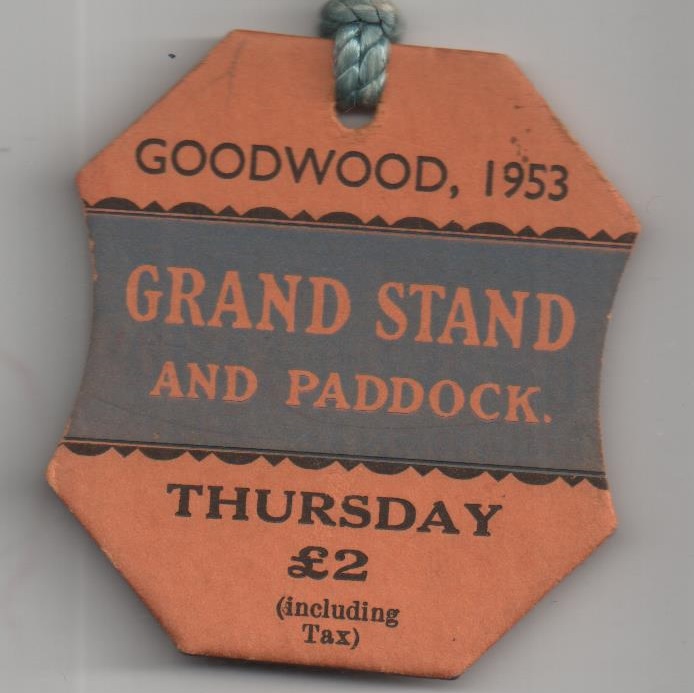 GOODWOOD, 1953
GRAND STAND
AND PADDOCK.
THURSDAY
£2
(including
Tax)